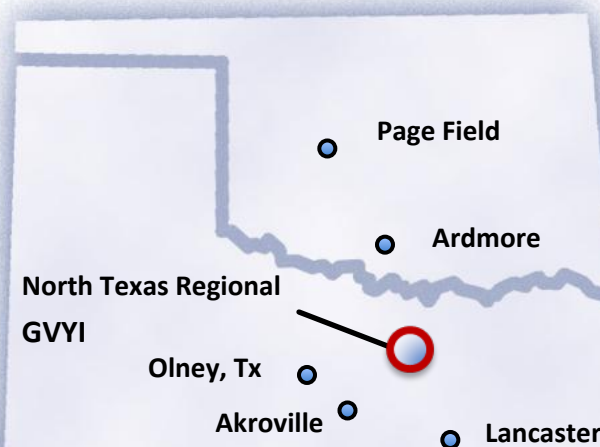 Page Field
Ardmore
North Texas Regional
GVYI
Olney, Tx
Akroville
Lancaster